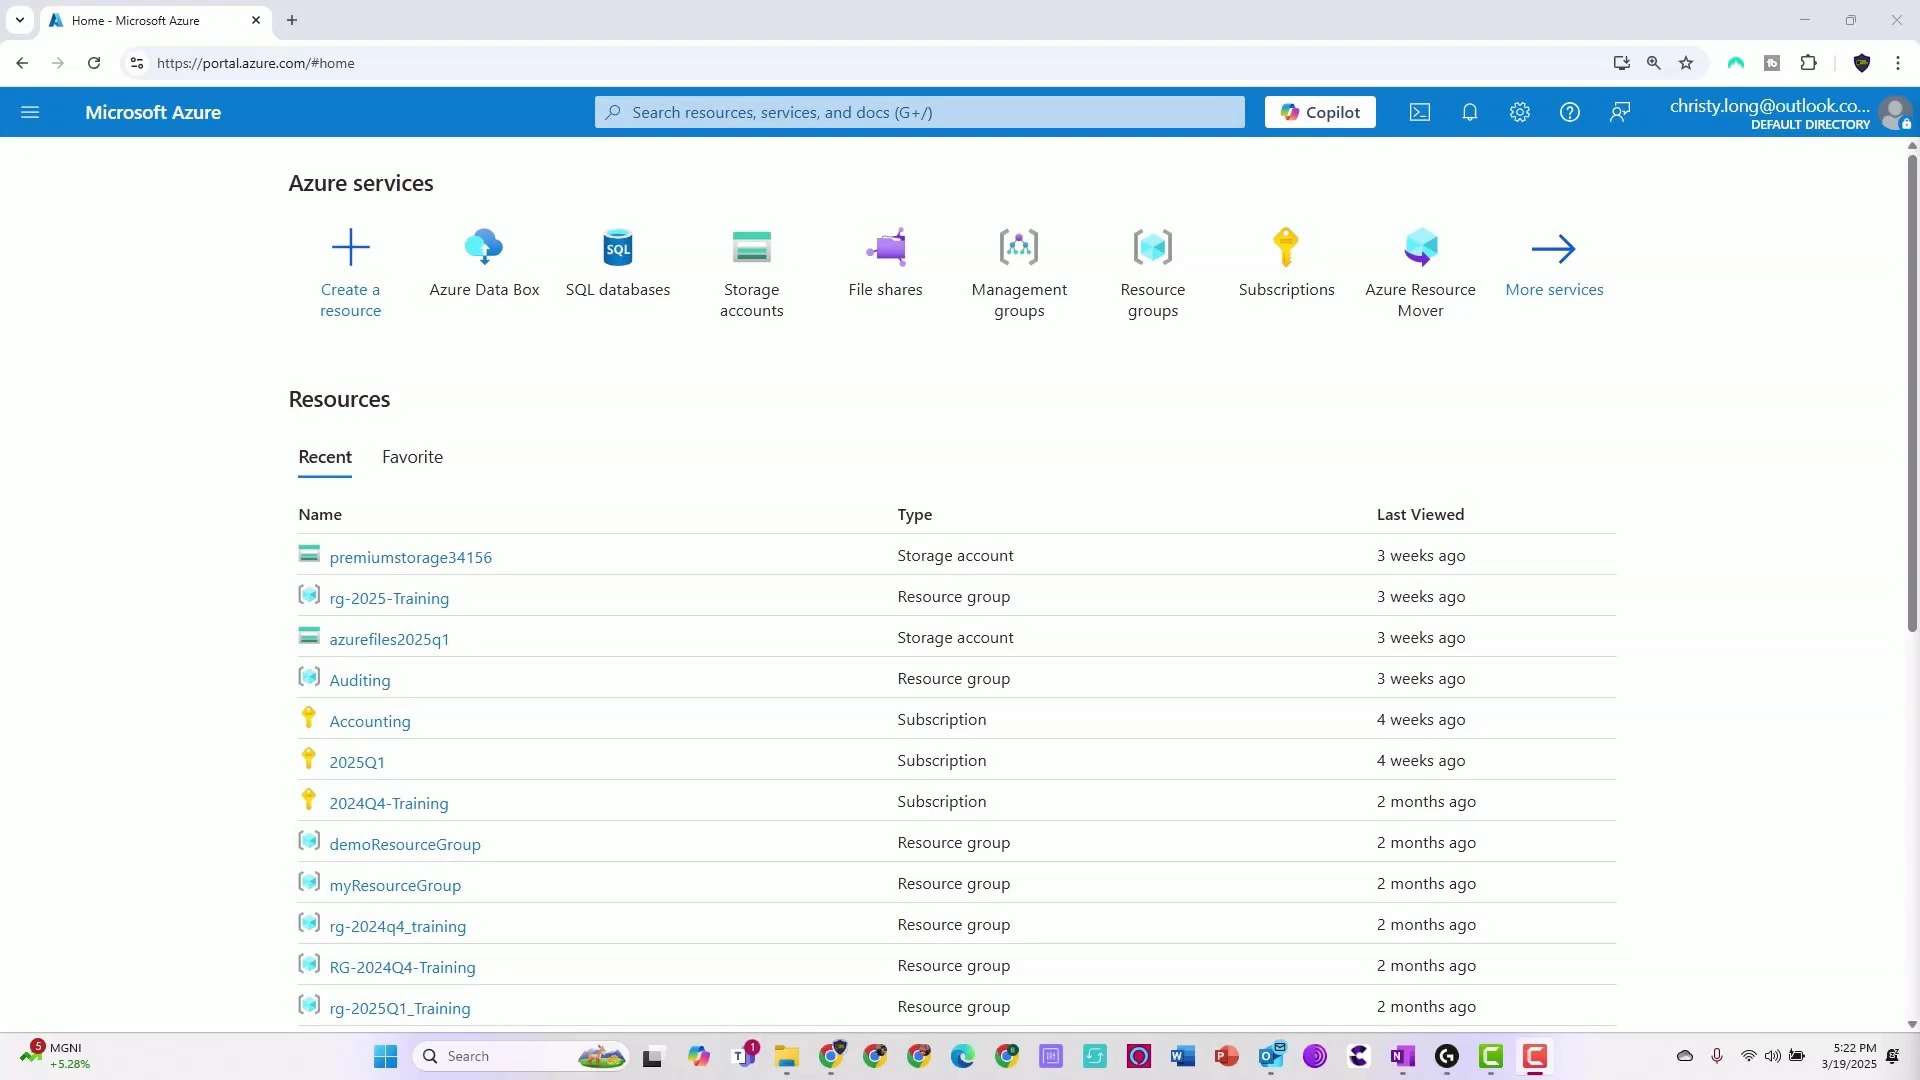 Home - Microsoft Azure
https://portal.azure.com/#home
Microsoft Azure
Search resources, services, and docs (G+/)
Copilot
christy.long@outlook.co...
DEFAULT DIRECTORY
Azure services
Create a
resource
Azure Data Box
SQL
SQL databases
Storage
accounts
File shares
Management
groups
Resource
groups
Subscriptions
Azure Resource
Mover
More services
Resources
Recent
Favorite
Name Type Last Viewed
premiumstorage34156 Storage account 3 weeks ago
rg-2025-Training Resource group 3 weeks ago
azurefiles2025q1 Storage account 3 weeks ago
Auditing Resource group 3 weeks ago
Accounting Subscription 4 weeks ago
2025Q1 Subscription 4 weeks ago
2024Q4-Training Subscription 2 months ago
demoResourceGroup Resource group 2 months ago
myResourceGroup Resource group 2 months ago
rg-2024q4_training Resource group 2 months ago
RG-2024Q4-Training Resource group 2 months ago
rg-2025Q1_Training Resource group 2 months ago
5
MGNI
+5.28%
Search
1
5:22 PM
3/19/2025